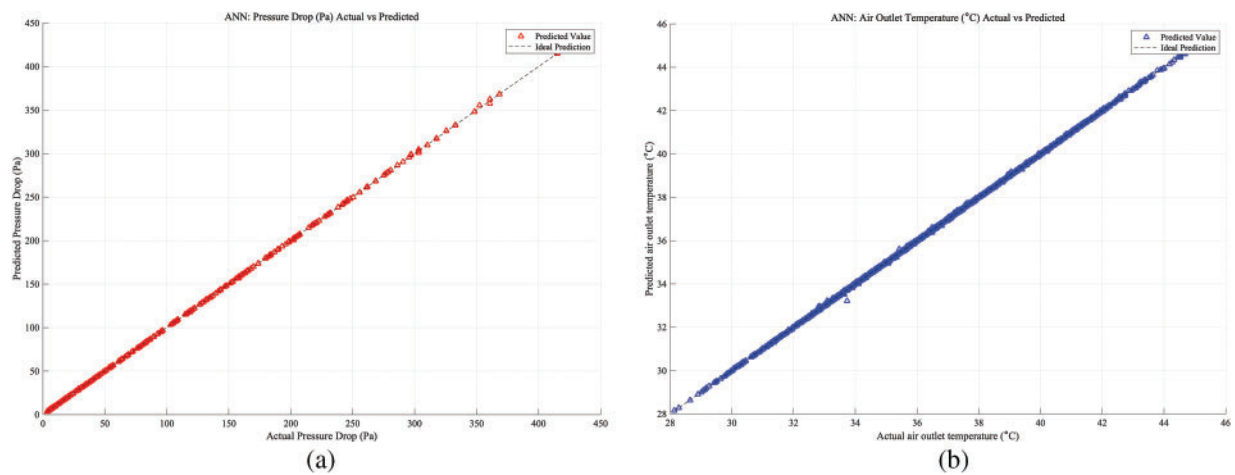 ANN: Pressure Drop (Pa) Actual vs Predicted
Predicted Value
Ideal Prediction
450
400
350
300
250
200
150
100
50
0
Predicted Pressure Drop (Pa)
0 50 100 150 200 250 300 350 400 450
Actual Pressure Drop (Pa)
(a)
ANN: Air Outlet Temperature (°C) Actual vs Predicted
Predicted Value
Ideal Prediction
46
44
42
40
38
36
34
32
30
28
Predicted air outlet temperature (°C)
28 30 32 34 36 38 40 42 44 46
Actual air outlet temperature (°C)
(b)